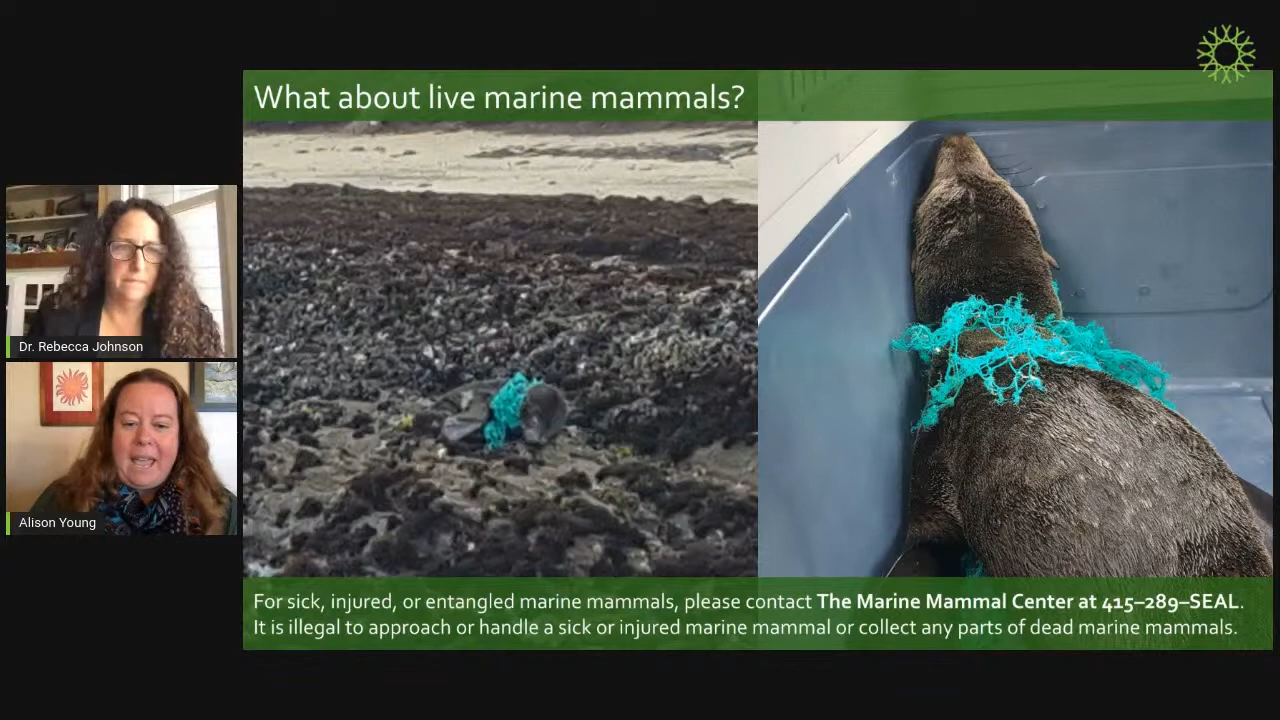 What about live marine mammals?
Dr. Rebecca Johnson
Alison Young
For sick, injured, or entangled marine mammals, please contact The Marine Mammal Center at 415–289–SEAL.
It is illegal to approach or handle a sick or injured marine mammal or collect any parts of dead marine mammals.